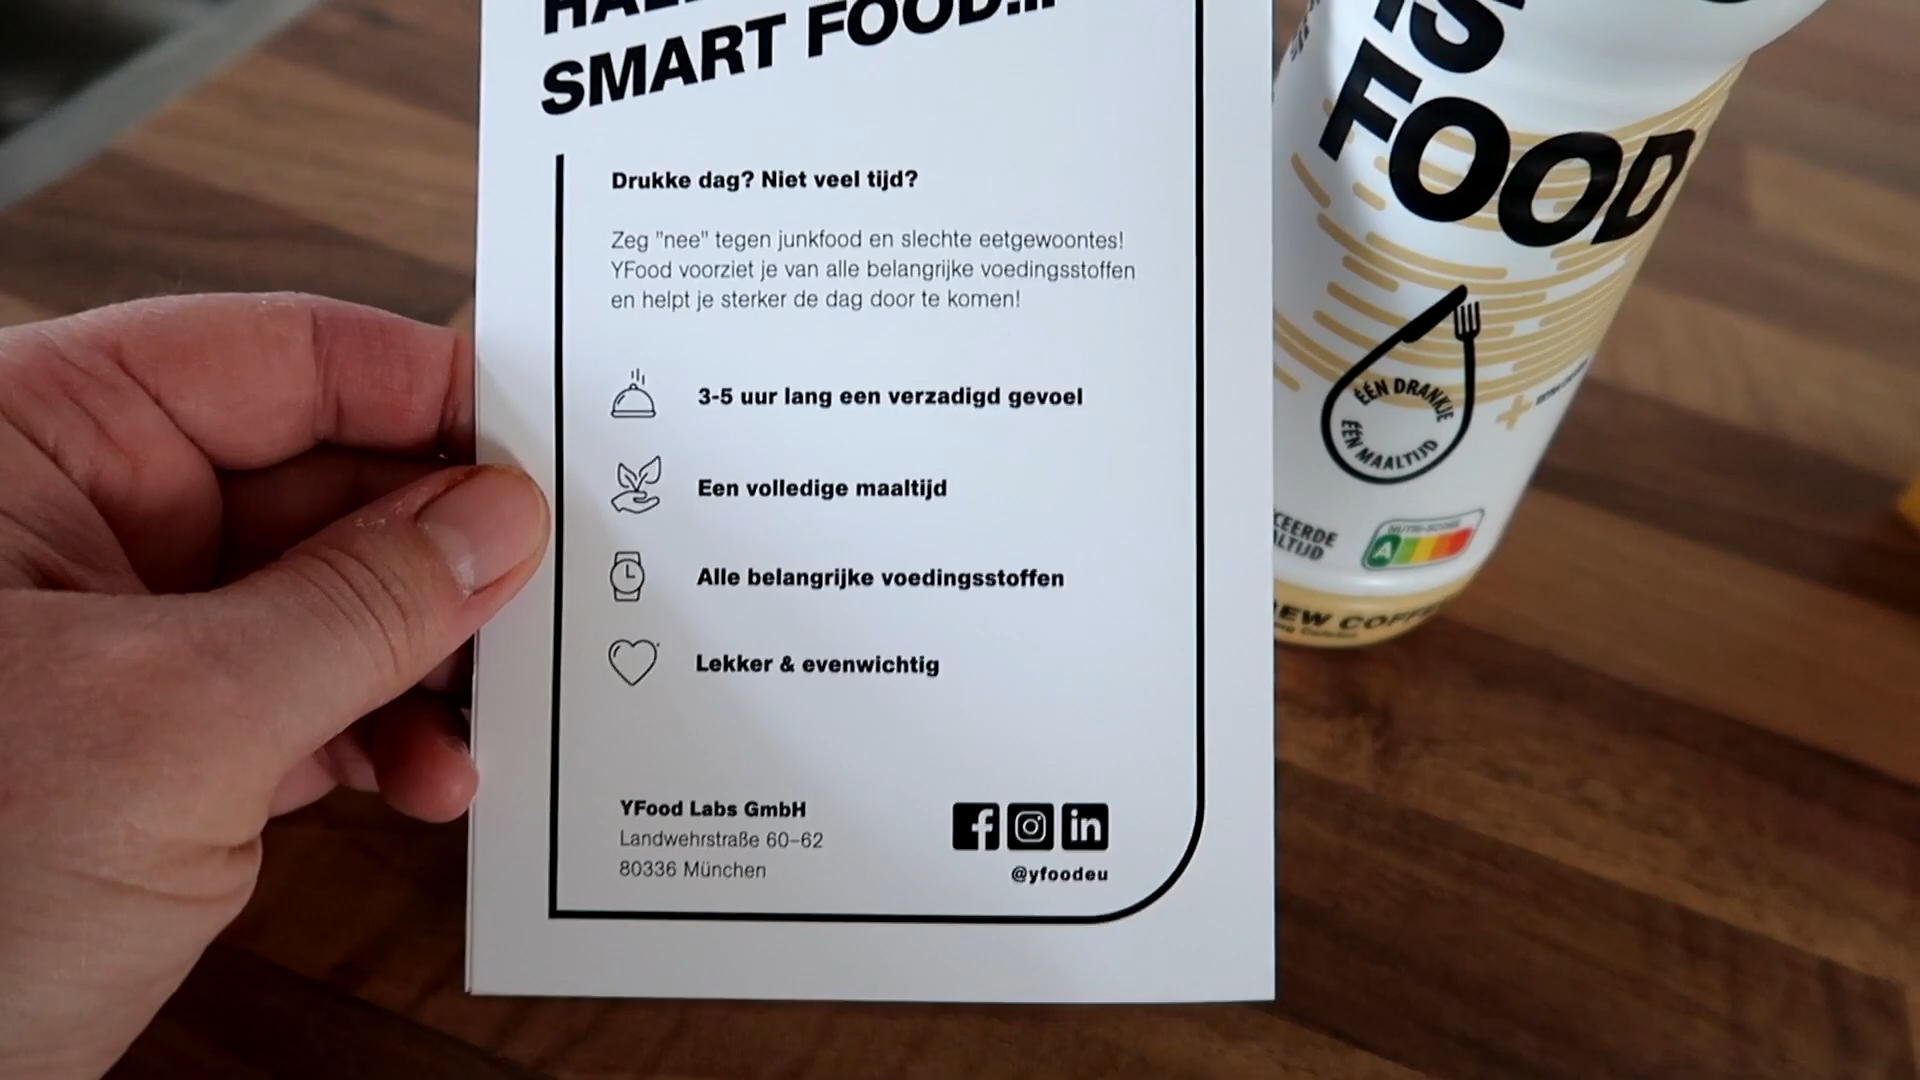 SMART FOOD...
Drukke dag? Niet veel tijd?
Zeg "nee" tegen junkfood en slechte eetgewoontes!
YFood voorziet je van alle belangrijke voedingsstoffen
en helpt je sterker de dag door te komen!
3-5 uur lang een verzadigd gevoel
Een volledige maaltijd
Alle belangrijke voedingsstoffen
Lekker & evenwichtig
YFood Labs GmbH
Landwehrstraße 60–62
80336 München
@yfoodeu
IS
FOOD
ÉÉN DRANKJE
ÉÉN MAALTIJD
NUTRI-SCORE
A